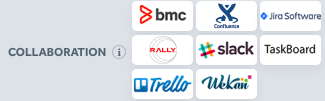 bmc Confluence Jira Software
COLLABORATION i RALLY slack TaskBoard
Trello WeKan